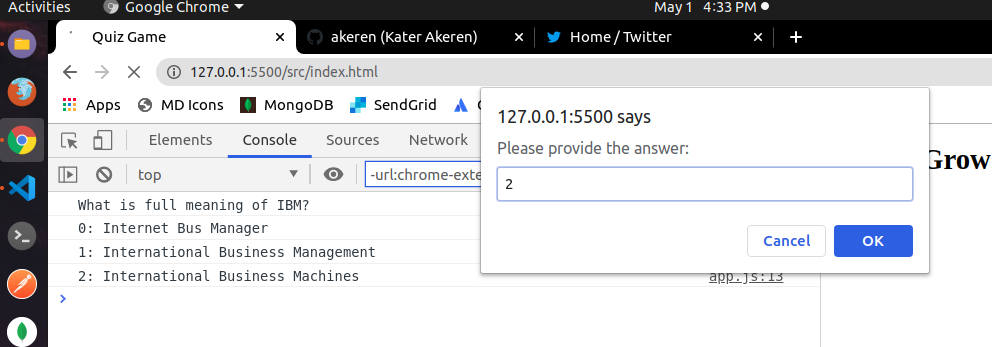 Activities Google Chrome May 1 4:33 PM
Quiz Game akeren (Kater Akeren) Home / Twitter
127.0.0.1:5500/src/index.html
Apps MD Icons MongoDB SendGrid
127.0.0.1:5500 says
Please provide the answer:
2
Cancel OK
Elements Console Sources Network
top -url:chrome-exte
What is full meaning of IBM?
0: Internet Bus Manager
1: International Business Management
2: International Business Machines app.js:13
Grow